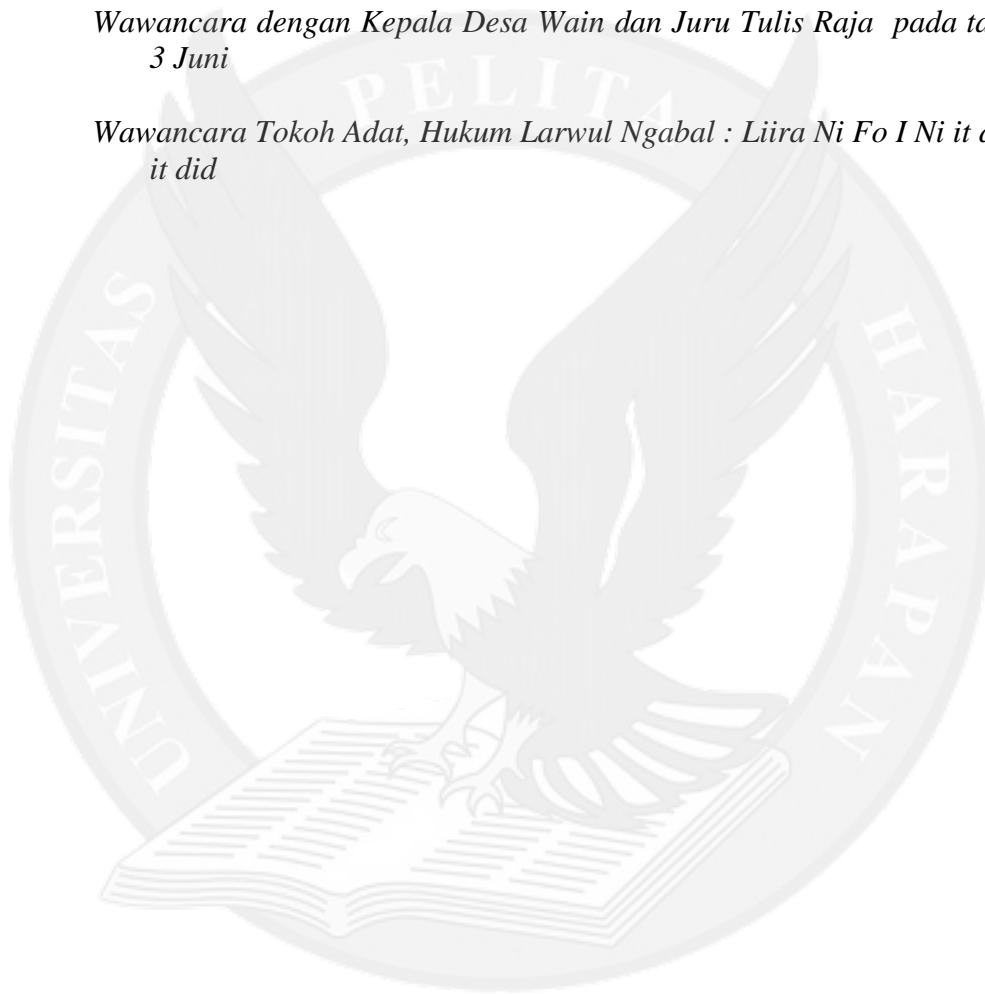 Wawancara dengan Kepala Desa Wain dan Juru Tulis Raja pada
3 Juni
Wawancara Tokoh Adat, Hukum Larwul Ngabal : Liira Ni Fo I Ni it
it did
UNIVERSITAS PELITA HARAPAN